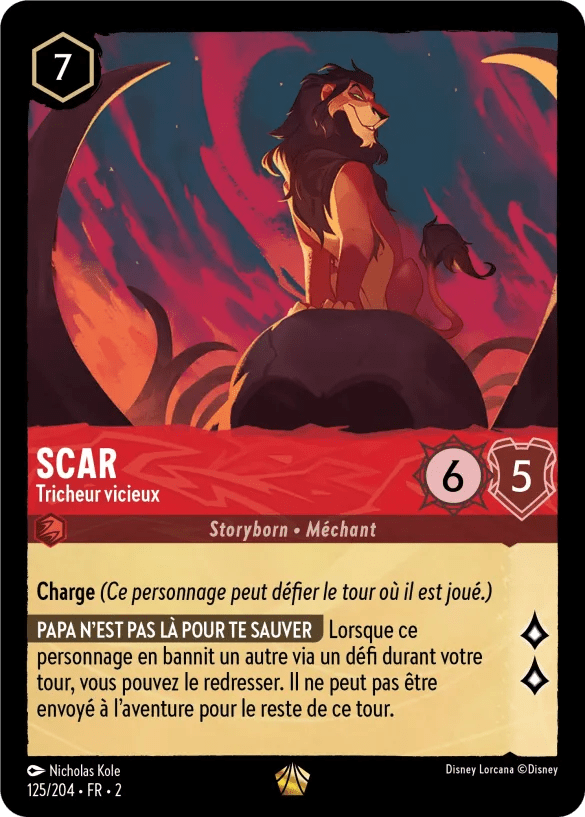 7
SCAR
Tricheur vicieux
6
5
Storyborn • Méchant
Charge (Ce personnage peut défier le tour où il est joué.)
PAPA N'EST PAS LÀ POUR TE SAUVER Lorsque ce
personnage en bannit un autre via un défi durant votre
tour, vous pouvez le redresser. Il ne peut pas être
envoyé à l'aventure pour le reste de ce tour.
Nicholas Kole
Disney Lorcana ©Disney
125/204 • FR • 2